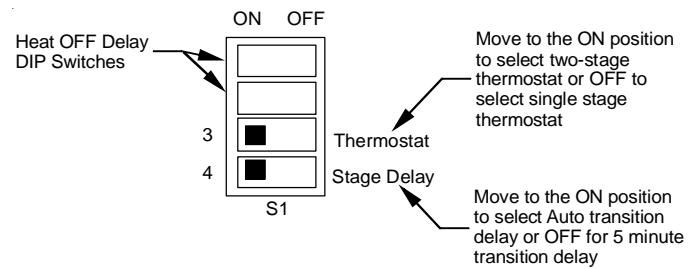 ON OFF
Heat OFF Delay
DIP Switches
Move to the ON position
to select two-stage
thermostat or OFF to
select single stage
thermostat
3
Thermostat
4
Stage Delay
S1
Move to the ON position
to select Auto transition
delay or OFF for 5 minute
transition delay